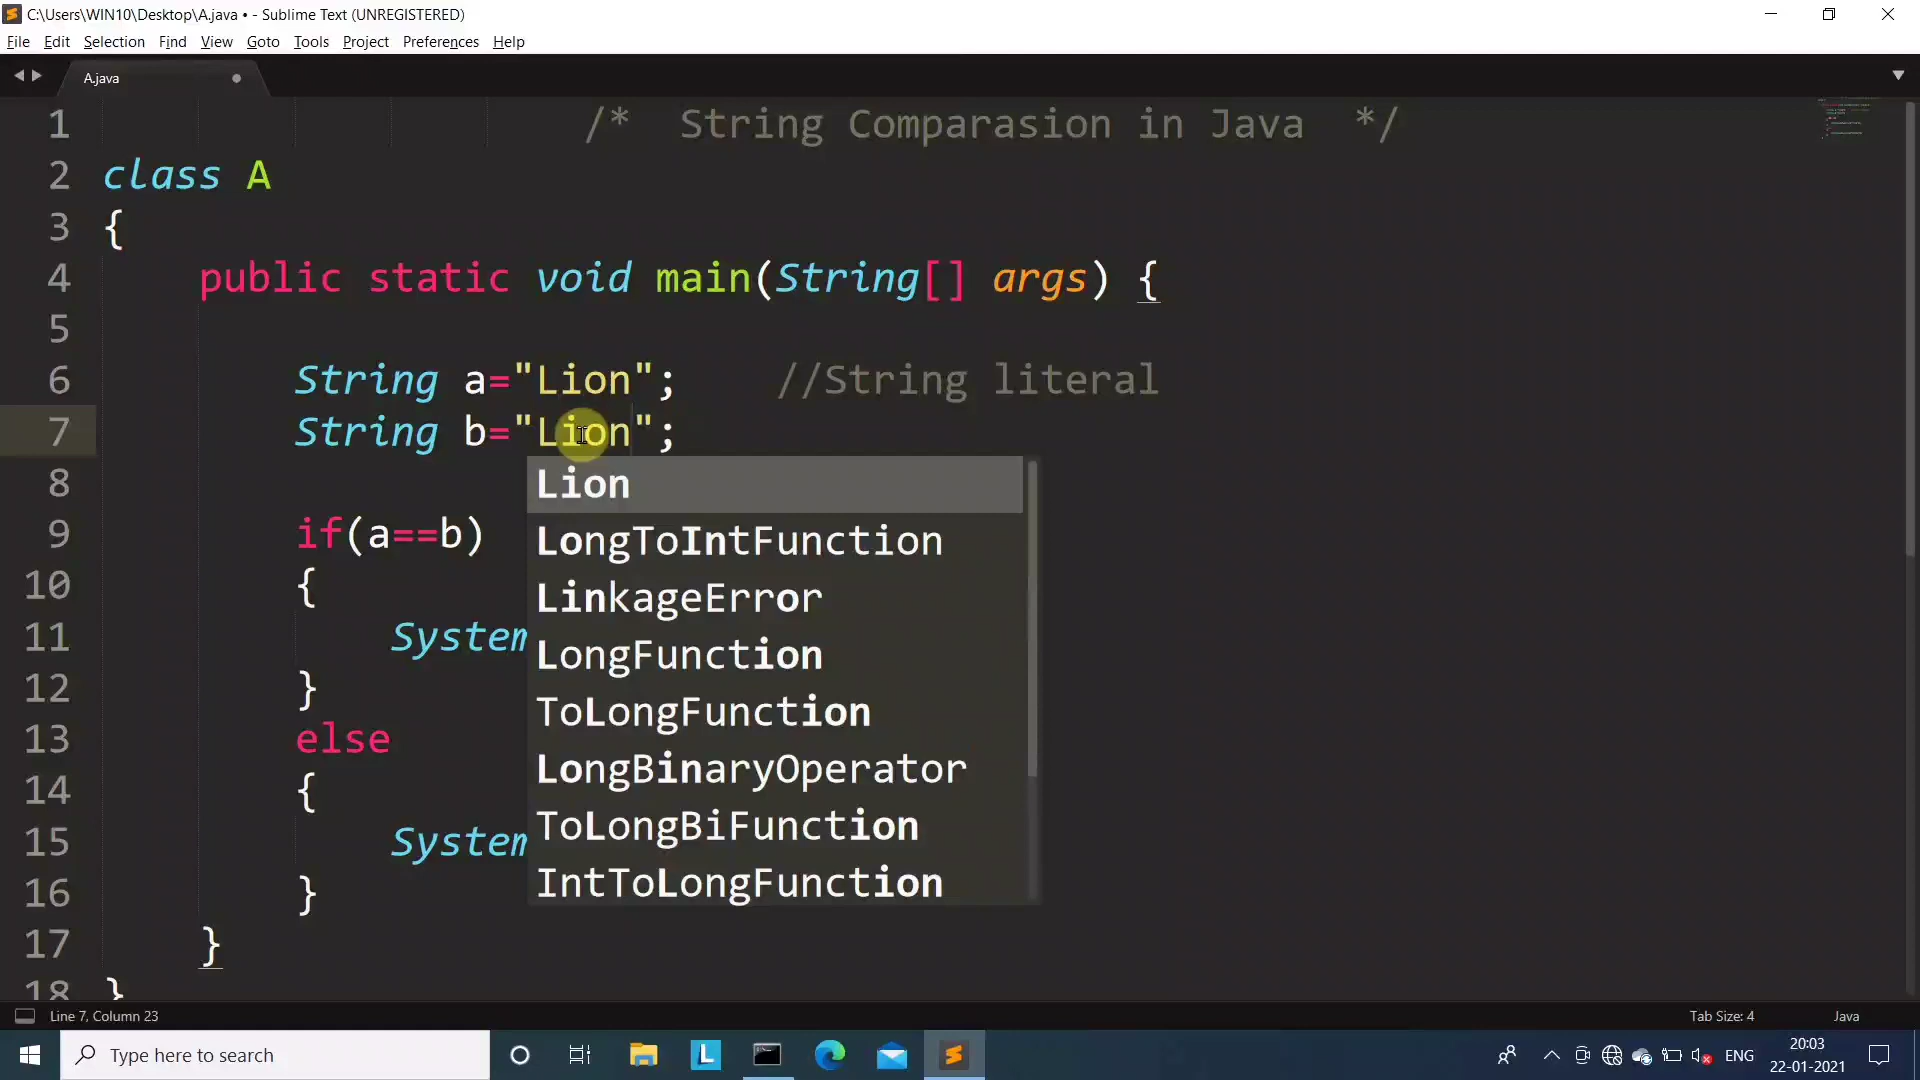 C:\Users\WIN10\Desktop\A.java • - Sublime Text (UNREGISTERED)
File Edit Selection Find View Goto Tools Project Preferences Help
A.java
1 /* String Comparasion in Java */
2 class A
3 {
4 public static void main(String[] args) {
5
6 String a="Lion"; //String literal
7 String b="Lion";
8
Lion
9 if(a==b)
LongToIntFunction
10 {
LinkageError
11 System
LongFunction
12 }
ToLongFunction
13 else
LongBinaryOperator
14 {
ToLongBiFunction
15 System
IntToLongFunction
16 }
17 }
18 }
Line 7, Column 23
Tab Size: 4
Java
Type here to search
L
ENG
20:03
22-01-2021